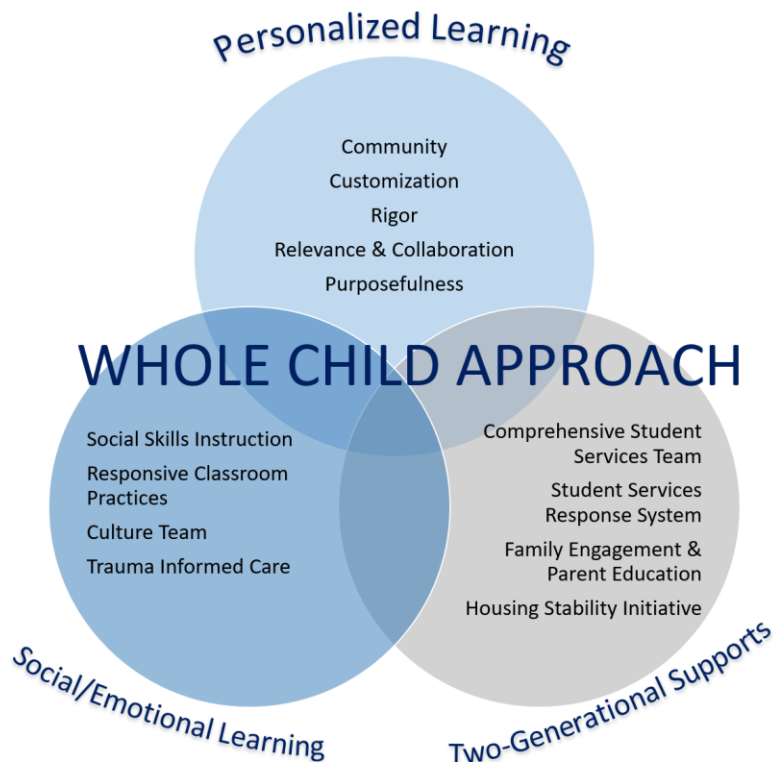 Personalized Learning
Community
Customization
Rigor
Relevance & Collaboration
Purposefulness
WHOLE CHILD APPROACH
Social Skills Instruction
Responsive Classroom
Practices
Culture Team
Trauma Informed Care
Comprehensive Student
Services Team
Student Services
Response System
Family Engagement &
Parent Education
Housing Stability Initiative
Social/Emotional Learning
Two-Generational Supports